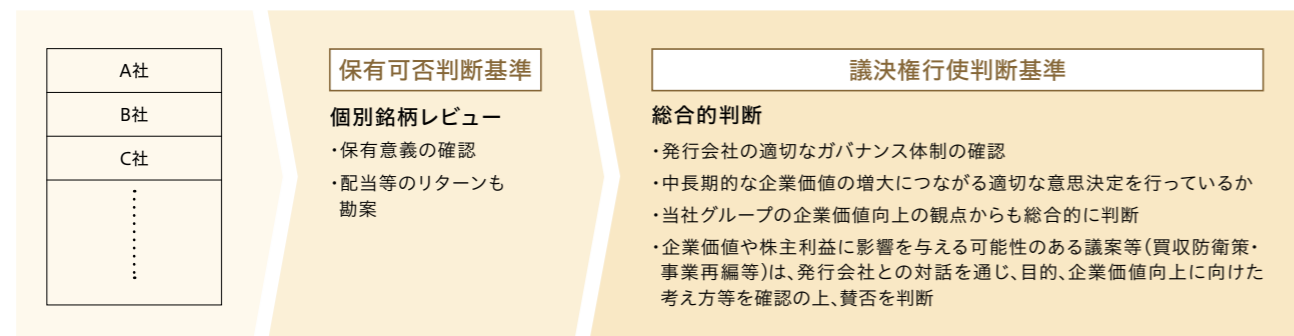 A社
B社
C社
保有可否判断基準
個別銘柄レビュー
・保有意義の確認
・配当等のリターンも
勘案
議決権行使判断基準
総合的判断
・発行会社の適切なガバナンス体制の確認
・中長期的な企業価値の増大につながる適切な意思決定を行っているか
・当社グループの企業価値向上の観点からも総合的に判断
・企業価値や株主利益に影響を与える可能性のある議案等(買収防衛策・
事業再編等)は、発行会社との対話を通じ、目的、企業価値向上に向けた
考え方等を確認の上、賛否を判断